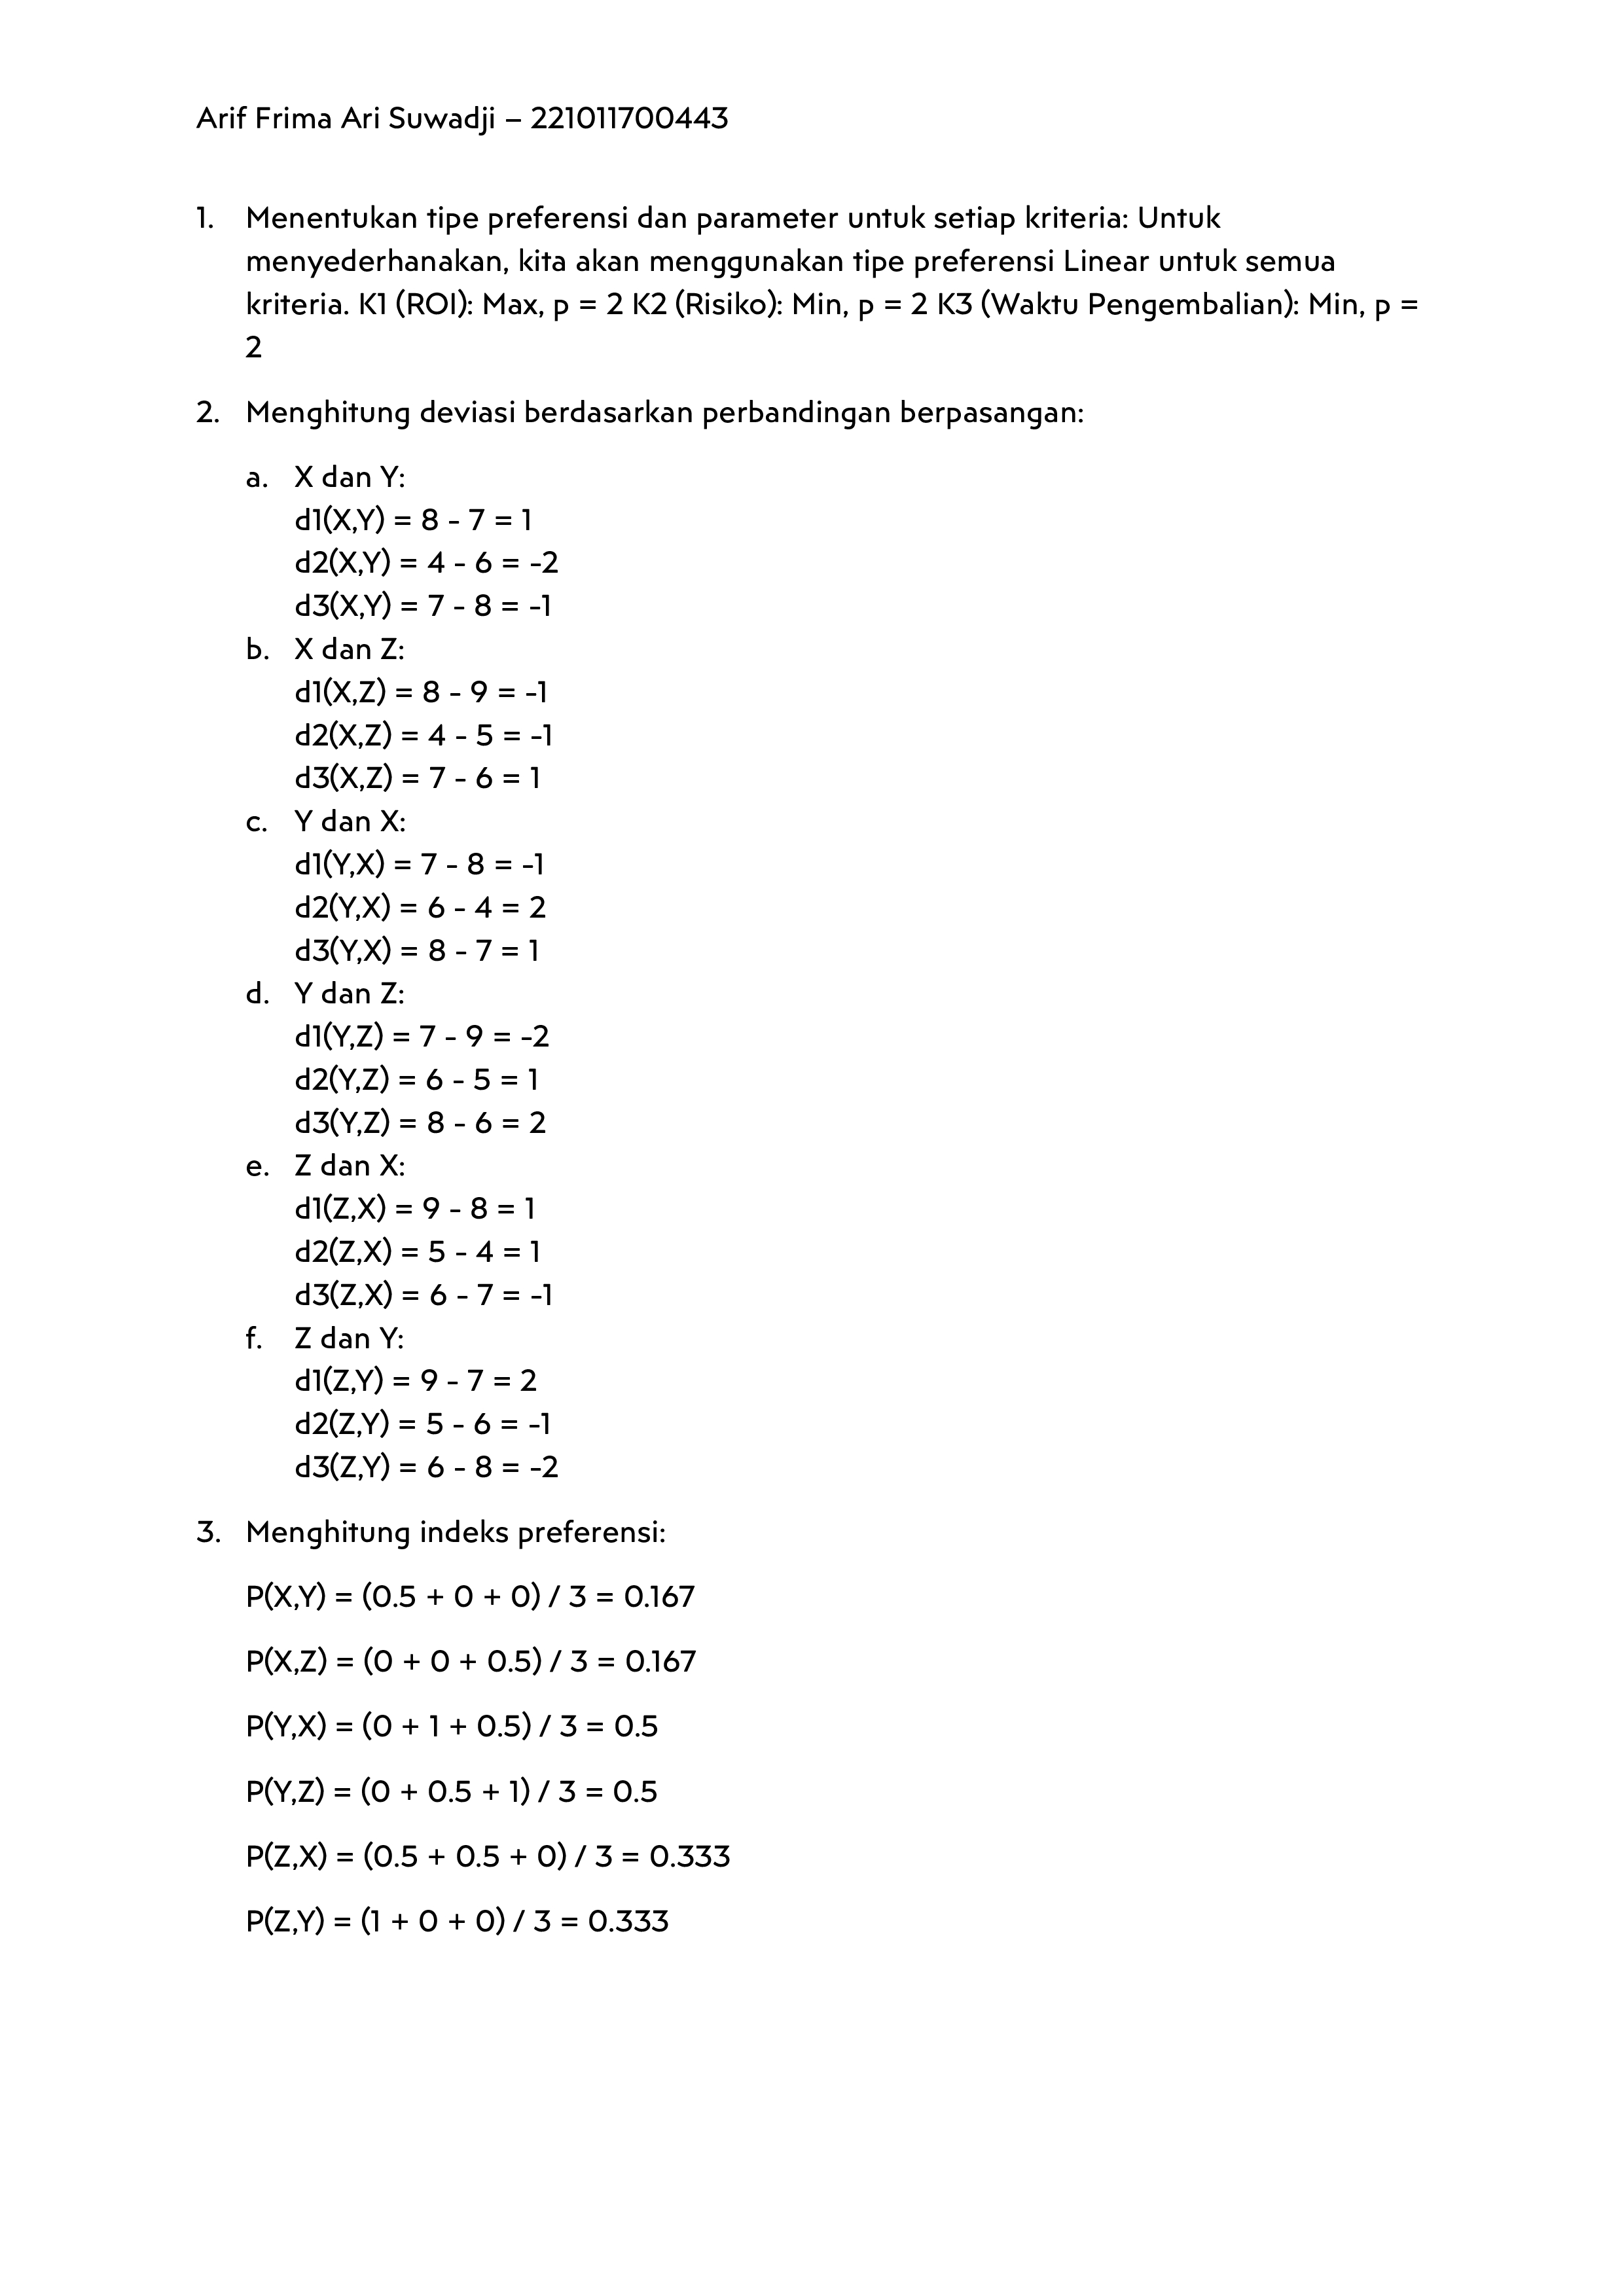 Arif Frima Ari Suwadji – 221011700443
1. Menentukan tipe preferensi dan parameter untuk setiap kriteria: Untuk
menyederhanakan, kita akan menggunakan tipe preferensi Linear untuk semua
kriteria. K1 (ROI): Max, p = 2 K2 (Risiko): Min, p = 2 K3 (Waktu Pengembalian): Min, p =
2
2. Menghitung deviasi berdasarkan perbandingan berpasangan:
a. X dan Y:
d1(X,Y) = 8 - 7 = 1
d2(X,Y) = 4 - 6 = -2
d3(X,Y) = 7 - 8 = -1
b. X dan Z:
d1(X,Z) = 8 - 9 = -1
d2(X,Z) = 4 - 5 = -1
d3(X,Z) = 7 - 6 = 1
c. Y dan X:
d1(Y,X) = 7 - 8 = -1
d2(Y,X) = 6 - 4 = 2
d3(Y,X) = 8 - 7 = 1
d. Y dan Z:
d1(Y,Z) = 7 - 9 = -2
d2(Y,Z) = 6 - 5 = 1
d3(Y,Z) = 8 - 6 = 2
e. Z dan X:
d1(Z,X) = 9 - 8 = 1
d2(Z,X) = 5 - 4 = 1
d3(Z,X) = 6 - 7 = -1
f. Z dan Y:
d1(Z,Y) = 9 - 7 = 2
d2(Z,Y) = 5 - 6 = -1
d3(Z,Y) = 6 - 8 = -2
3. Menghitung indeks preferensi:
P(X,Y) = (0.5 + 0 + 0) / 3 = 0.167
P(X,Z) = (0 + 0 + 0.5) / 3 = 0.167
P(Y,X) = (0 + 1 + 0.5) / 3 = 0.5
P(Y,Z) = (0 + 0.5 + 1) / 3 = 0.5
P(Z,X) = (0.5 + 0.5 + 0) / 3 = 0.333
P(Z,Y) = (1 + 0 + 0) / 3 = 0.333